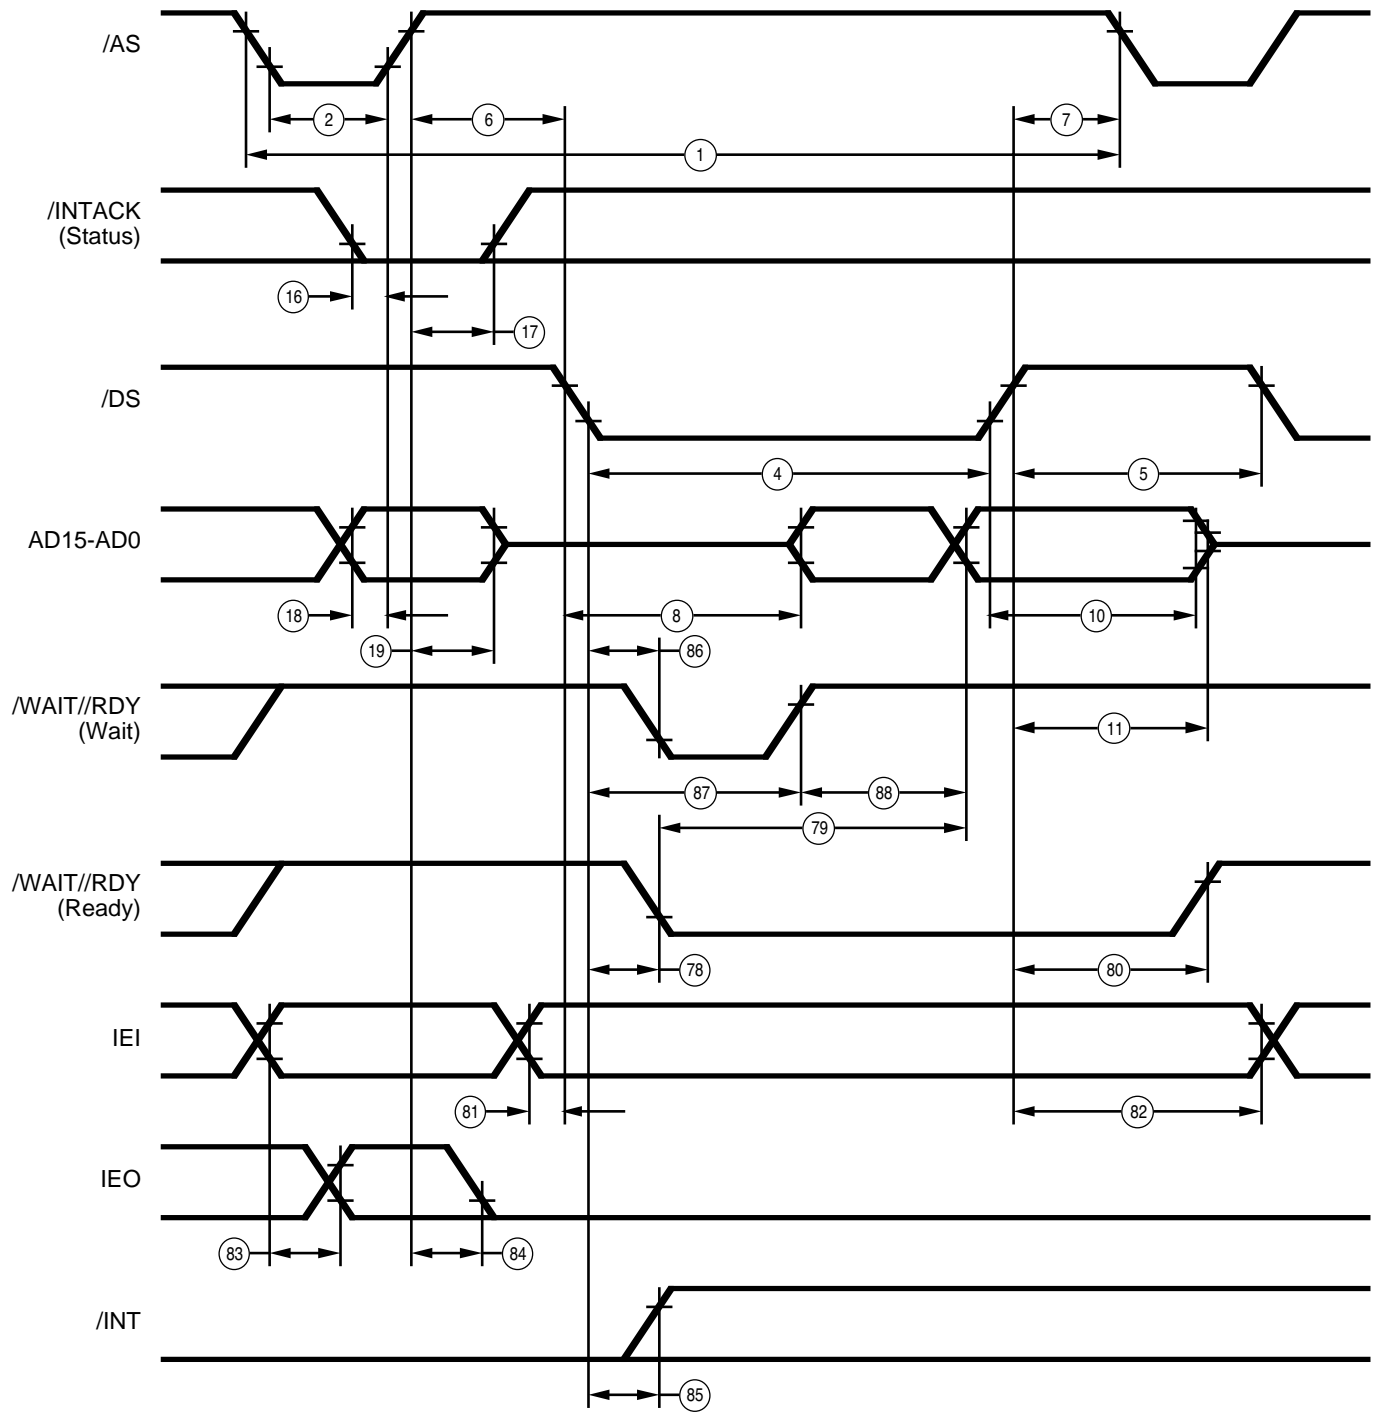 /AS
2
6
7
1
/INTACK
(Status)
16
17
/DS
4
5
AD15-AD0
18
8
10
19
86
/WAIT//RDY
(Wait)
11
87
88
79
/WAIT//RDY
(Ready)
78
80
IEI
81
82
IEO
83
84
/INT
85